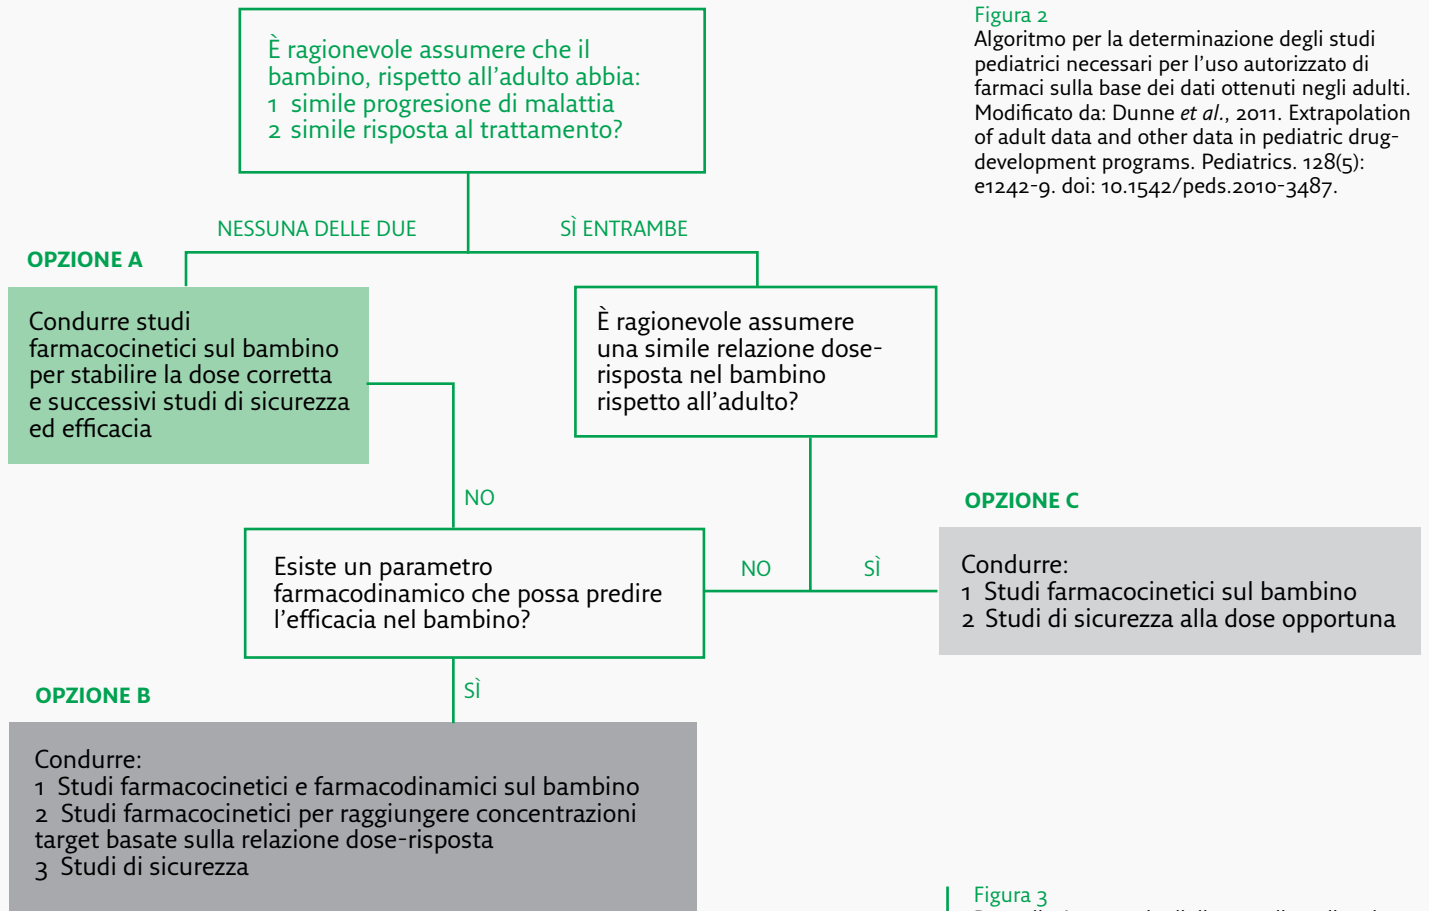 È ragionevole assumere che il
bambino, rispetto all'adulto abbia:
1 simile progresione di malattia
2 simile risposta al trattamento?
NESSUNA DELLE DUE
SÌ ENTRAMBE
OPZIONE A
Condurre studi
farmacocinetici sul bambino
per stabilire la dose corretta
e successivi studi di sicurezza
ed efficacia
È ragionevole assumere
una simile relazione dose-
risposta nel bambino
rispetto all'adulto?
NO
Esiste un parametro
farmacodinamico che possa predire
l'efficacia nel bambino?
NO
SÌ
OPZIONE C
Condurre:
1 Studi farmacocinetici sul bambino
2 Studi di sicurezza alla dose opportuna
SÌ
OPZIONE B
Condurre:
1 Studi farmacocinetici e farmacodinamici sul bambino
2 Studi farmacocinetici per raggiungere concentrazioni
target basate sulla relazione dose-risposta
3 Studi di sicurezza
Figura 2
Algoritmo per la determinazione degli studi
pediatrici necessari per l'uso autorizzato di
farmaci sulla base dei dati ottenuti negli adulti.
Modificato da: Dunne et al., 2011. Extrapolation
of adult data and other data in pediatric drug-
development programs. Pediatrics. 128(5):
e1242-9. doi: 10.1542/peds.2010-3487.
Figura 3